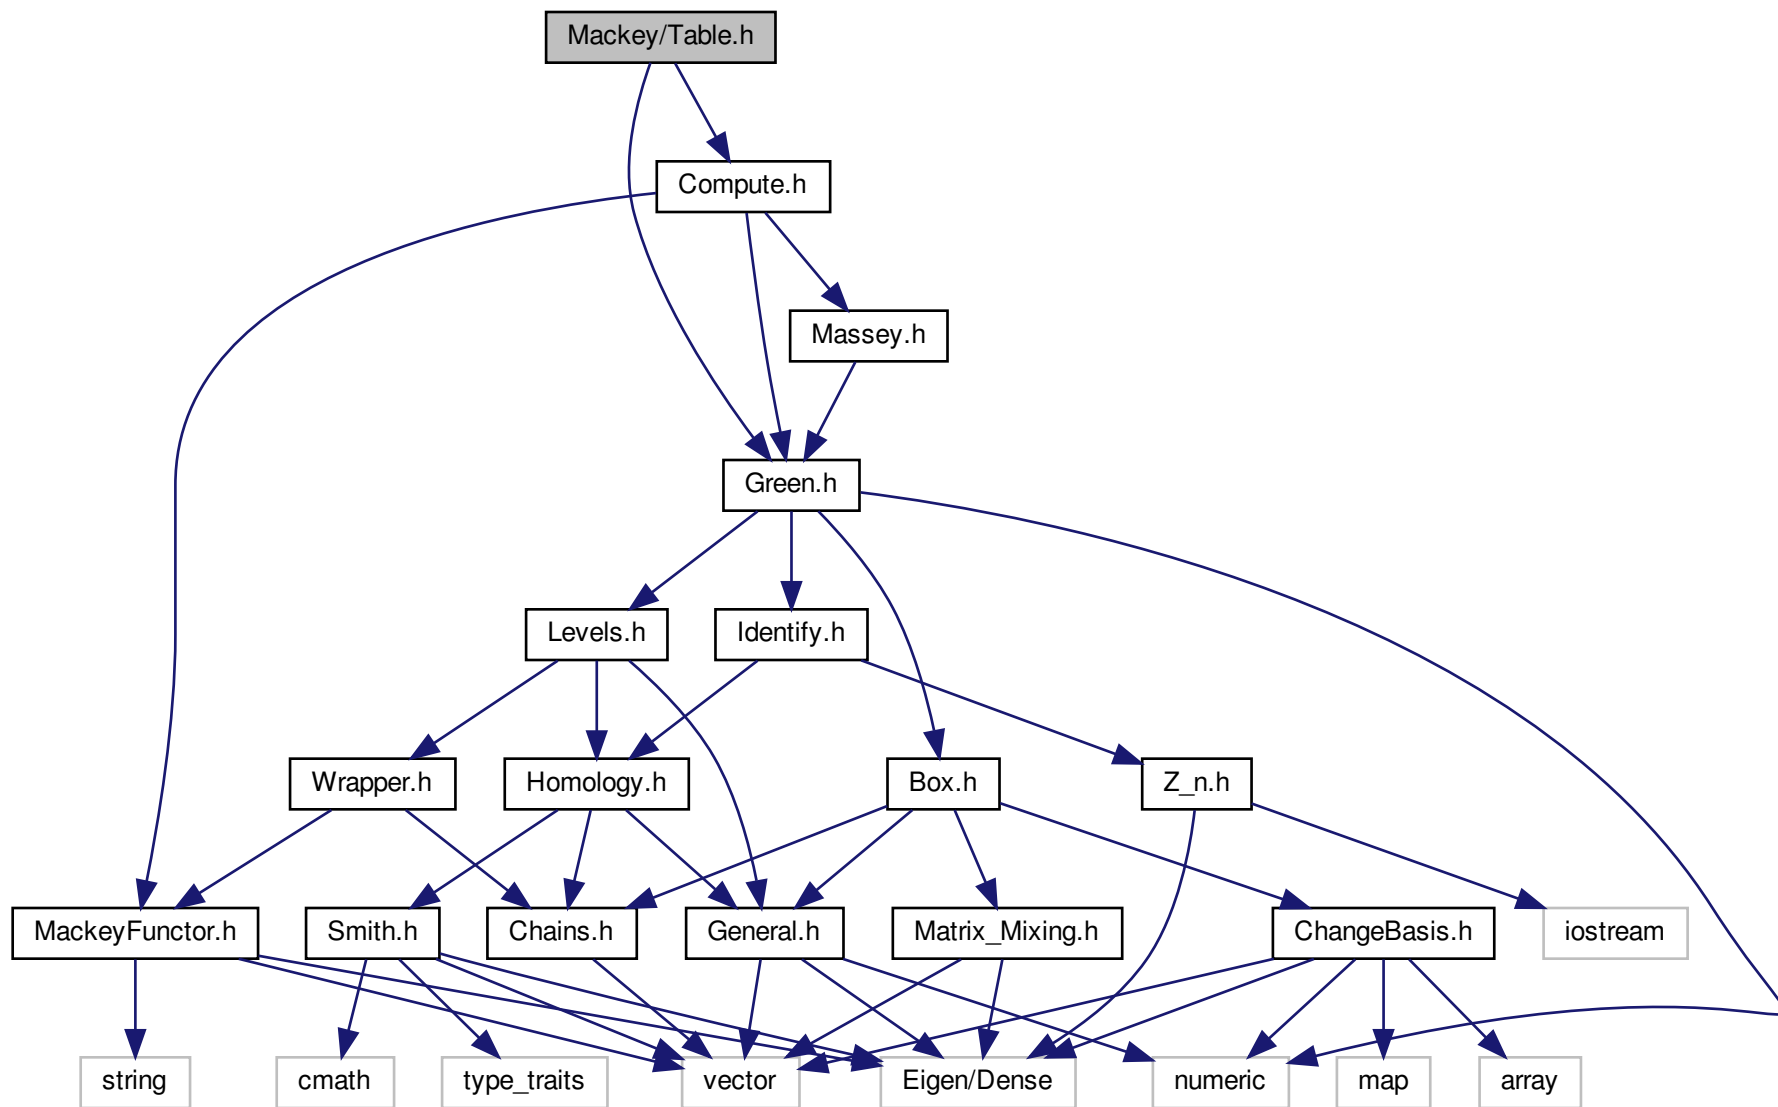 Mackey/Table.h
Compute.h
Massey.h
Green.h
Levels.h
Identify.h
Wrapper.h
Homology.h
Box.h
Z_n.h
MackeyFunctor.h
Smith.h
Chains.h
General.h
Matrix_Mixing.h
ChangeBasis.h
iostream
string
cmath
type_traits
vector
Eigen/Dense
numeric
map
array